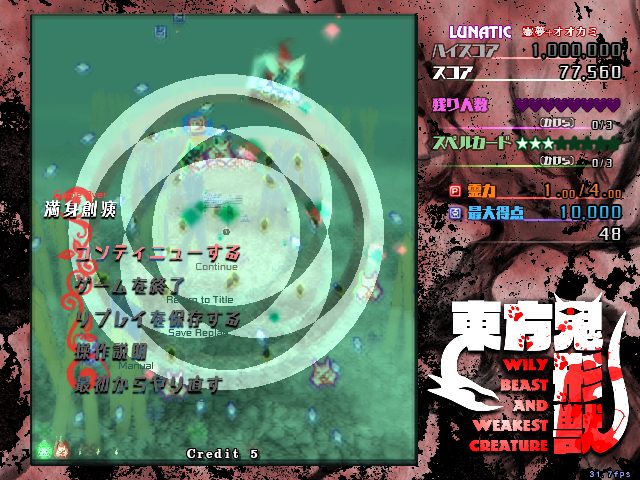 LUNATIC 霊夢+オオカミ
ハイスコア 1,000,000
スコア 77,560
残り人数
(かけら) 0/3
スペルカード ★★★
(かけら) 0/3
霊力 1.00/4.00
最大得点 10,000
48
満身創痍
コンティニューする
Continue
ゲームを終了
Return to Title
リプレイを保存する
Save Replay
操作説明
Manual
最初からやり直す
Credit 5
東方鬼形獣
WILY
BEAST
AND
WEAKEST
CREATURE
31.7fps